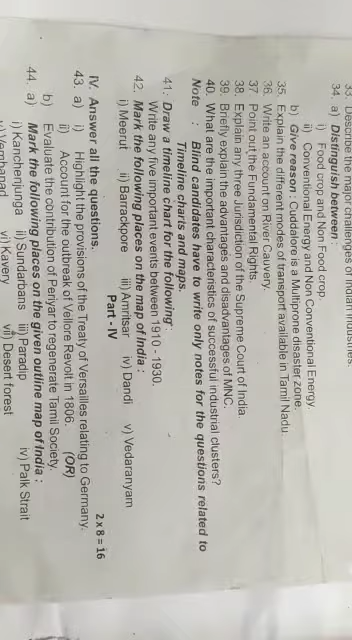 33. Describe the major challenges of Indian industries.
34. a) Distinguish between :
i) Food crop and Non Food crop.
ii) Conventional Energy and Non Conventional Energy.
b) Give reason : Cuddalore is a Multiprone disaster zone.
35. Explain the different modes of transport available in Tamil Nadu.
36. Write an account on River Cauvery.
37. Point out the Fundamental Rights.
38. Explain any three Jurisdiction of the Supreme Court of India
39. Briefly explain the advantages and disadvantages of MNC.
40. What are the important characteristics of successful industrial clusters?
Note : Blind candidates have to write only notes for the questions related to
Timeline charts and maps.
41. Draw a timeline chart for the following :
Write any five important events between 1910 - 1930.
42. Mark the following places on the map of India :
i) Meerut ii) Barrackpore iii) Amritsar iv) Dandi v) Vedaranyam
Part - IV
IV. Answer all the questions. 2 x 8 = 16
43. a) i) Highlight the provisions of the Treaty of Versailles relating to Germany.
ii) Account for the outbreak of Vellore Revolt in 1806. (OR)
b) Evaluate the contribution of Periyar to regenerate Tamil Society.
44. a) Mark the following places on the given outline map of India :
i) Kanchenjunga ii) Sundarbans iii) Paradip iv) Palk Strait
v) Vembanad vi) Kavery vii) Desert forest